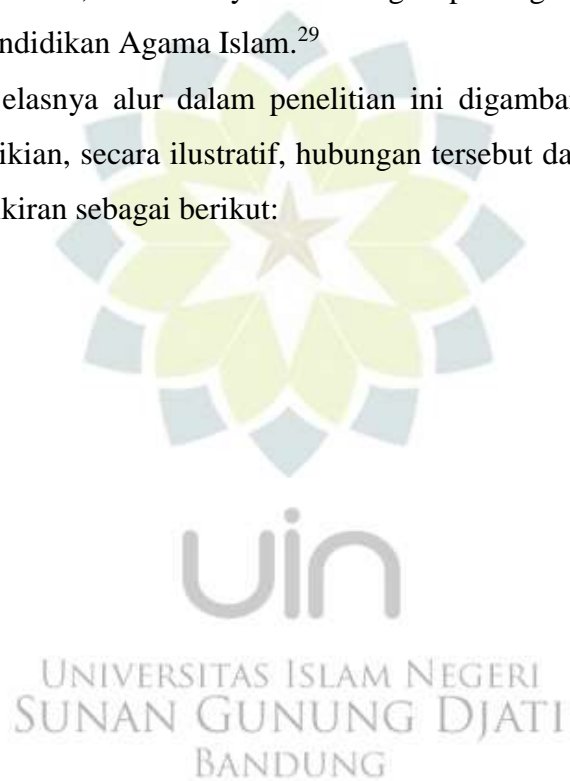 ndidikan Agama Islam.²⁹
elasnya alur dalam penelitian ini digambar
ikian, secara ilustratif, hubungan tersebut da
kiran sebagai berikut:
uin
UNIVERSITAS ISLAM NEGERI
SUNAN GUNUNG DJATI
BANDUNG